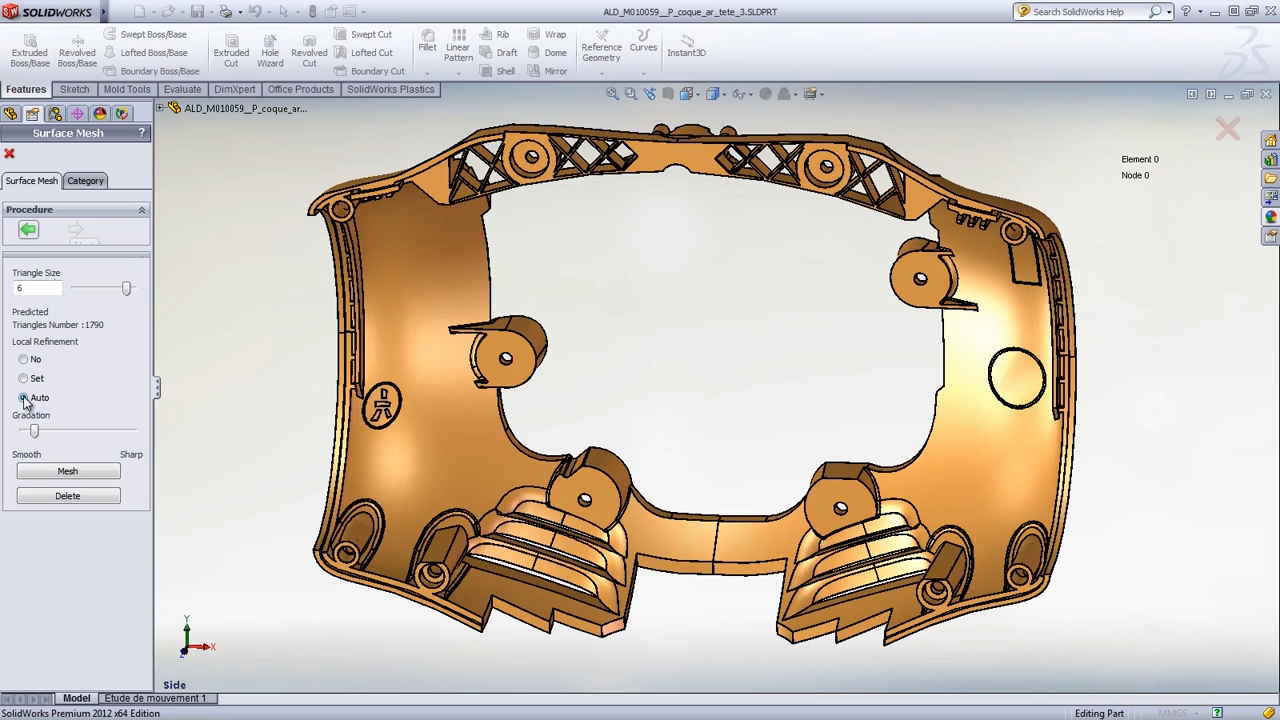 SOLIDWORKS
ALD_M010059__P_coque_ar_tete_3.SLDPRT
Search SolidWorks Help
Extruded Boss/Base
Revolved Boss/Base
Swept Boss/Base
Lofted Boss/Base
Boundary Boss/Base
Extruded Cut
Hole Wizard
Revolved Cut
Swept Cut
Lofted Cut
Boundary Cut
Fillet
Linear Pattern
Rib
Draft
Shell
Wrap
Dome
Mirror
Reference Geometry
Curves
Instant3D
Features
Sketch
Mold Tools
Evaluate
DimXpert
Office Products
SolidWorks Plastics
ALD_M010059__P_coque_ar...
Surface Mesh
?
Surface Mesh
Category
Procedure
Triangle Size
6
Predicted
Triangles Number :1790
Local Refinement
No
Set
Auto
Gradation
Smooth Sharp
Mesh
Delete
Element 0
Node 0
Y
X
Z
Side
Model
Etude de mouvement 1
SolidWorks Premium 2012 x64 Edition
Editing Part
MMGS